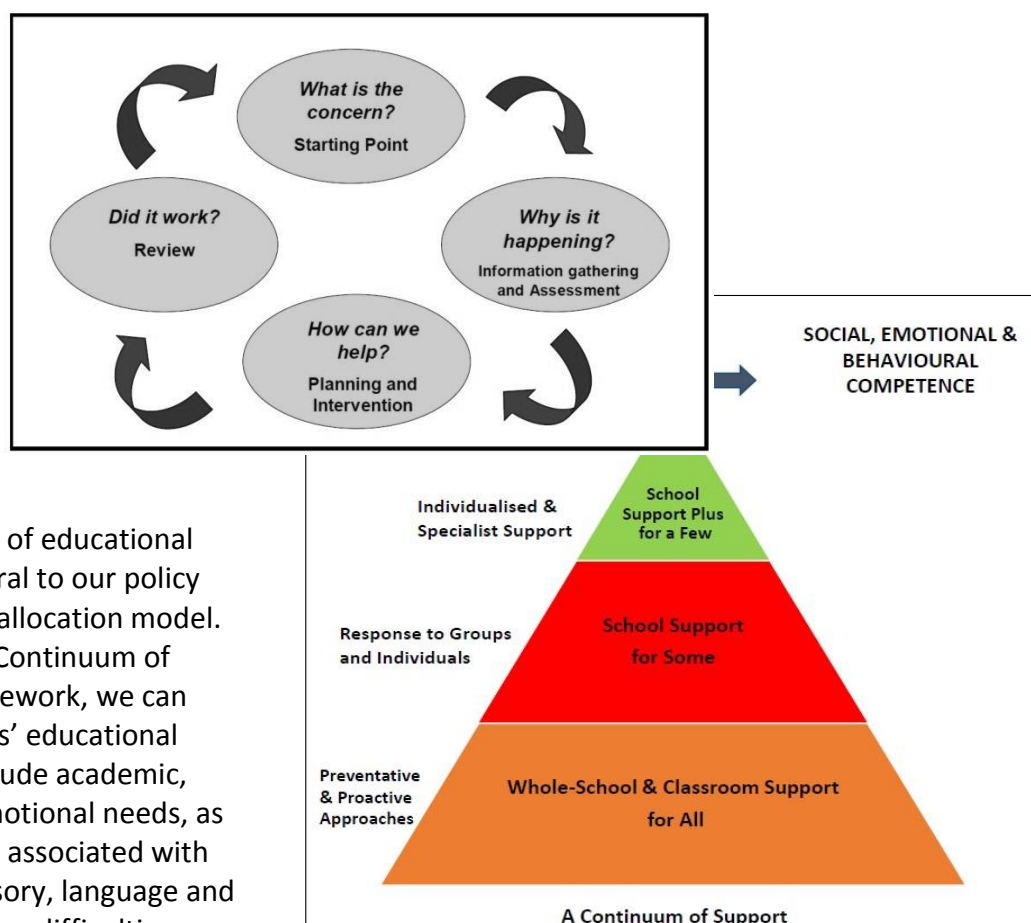 What is the
concern?
Starting Point
Why is it
happening?
Information gathering
and Assessment
How can we
help?
Planning and
Intervention
Did it work?
Review
SOCIAL, EMOTIONAL &
BEHAVIOURAL
COMPETENCE
of educational
ral to our policy
allocation model.
Continuum of
ework, we can
s’ educational
ude academic,
notional needs, as
associated with
sory, language and
Individualised &
Specialist Support
School
Support Plus
for a Few
Response to Groups
and Individuals
School Support
for Some
Preventative
& Proactive
Approaches
Whole-School & Classroom Support
for All
A Continuum of Support